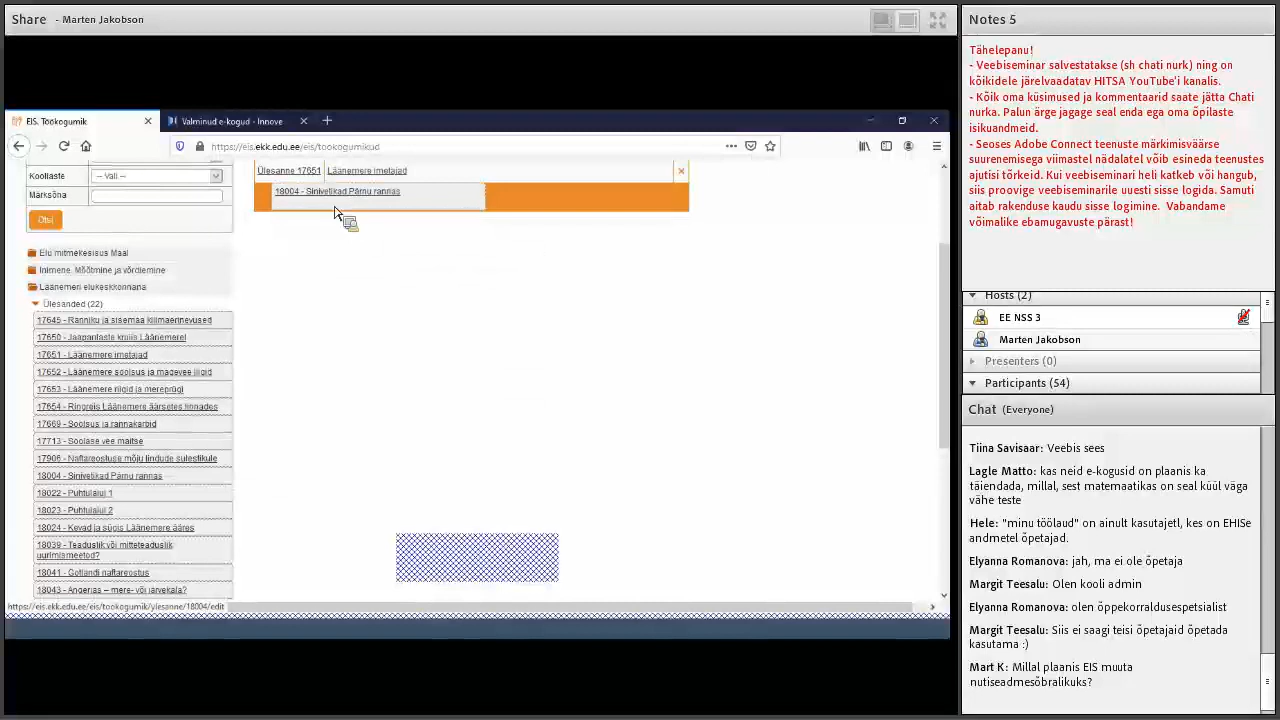 Share - Marten Jakobson
EIS. Töökogumik
Valminud e-kogud - Innove
https://eis.ekk.edu.ee/eis/tookogumikud
Kooliaste
-- Vali --
Märksõna
Otsi
Ülesanne 17651
Läänemere imetajad
18004 - Sinivetikad Pärnu rannas
Elu mitmekesisus Maal
Inimene. Mõõtmine ja võrdlemine
Läänemeri elukeskkonnana
Ülesanded (22)
17645 - Ranniku ja sisemaa kliimaerinevused
17650 - Jaapanlaste kruiis Läänemerel
17651 - Läänemere imetajad
17652 - Läänemere soolsus ja magevee liigid
17653 - Läänemere riigid ja mereprügi
17654 - Ringreis Läänemere äärsetes linnades
17669 - Soolsus ja rannakarbid
17713 - Soolase vee maitse
17906 - Naftareostuse mõju lindude sulestikule
18004 - Sinivetikad Pärnu rannas
18022 - Puhtulaiul 1
18023 - Puhtulaiul 2
18024 - Kevad ja sügis Läänemere ääres
18039 - Teaduslik või mitteteaduslik
uurimismeetod?
18041 - Gotlandi naftareostus
18043 - Angerjas – mere- või järvekala?
https://eis.ekk.edu.ee/eis/tookogumik/ylesanne/18004/edit
Notes 5
Tähelepanu!
- Veebiseminar salvestatakse (sh chati nurk) ning on
kõikidele järelvaadatav HITSA YouTube'i kanalis.
- Kõik oma küsimused ja kommentaarid saate jätta Chati
nurka. Palun ärge jagage seal enda ega oma õpilaste
isikuandmeid.
- Seoses Adobe Connect teenuste märkimisväärse
suurenemisega viimastel nädalatel võib esineda teenustes
ajutisi tõrkeid. Kui veebiseminari heli katkeb või hangub,
siis proovige veebiseminarile uuesti sisse logida. Samuti
aitab rakenduse kaudu sisse logimine. Vabandame
võimalike ebamugavuste pärast!
Hosts (2)
EE NSS 3
Marten Jakobson
Presenters (0)
Participants (54)
Chat (Everyone)
Tiina Savisaar: Veebis sees
Lagle Matto: kas neid e-kogusid on plaanis ka
täiendada, millal, sest matemaatikas on seal küül väga
vähe teste
Hele: "minu töölaud" on ainult kasutajetl, kes on EHISe
andmetel õpetajad.
Elyanna Romanova: jah, ma ei ole õpetaja
Margit Teesalu: Olen kooli admin
Elyanna Romanova: olen õppekorraldusespetsialist
Margit Teesalu: Siis ei saagi teisi õpetajaid õpetada
kasutama :)
Mart K: Millal plaanis EIS muuta
nutiseadmesõbralikuks?